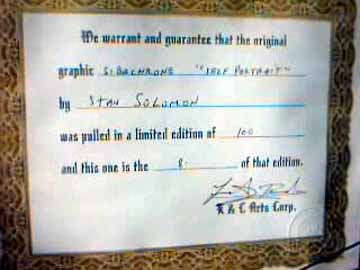 We warrant and guarantee that the original
graphic SIBACHROME "SELF PORTRAIT"
by STAN SOLOMON
was pulled in a limited edition of 100
and this one is the 8 of that edition.
Arts Corp.